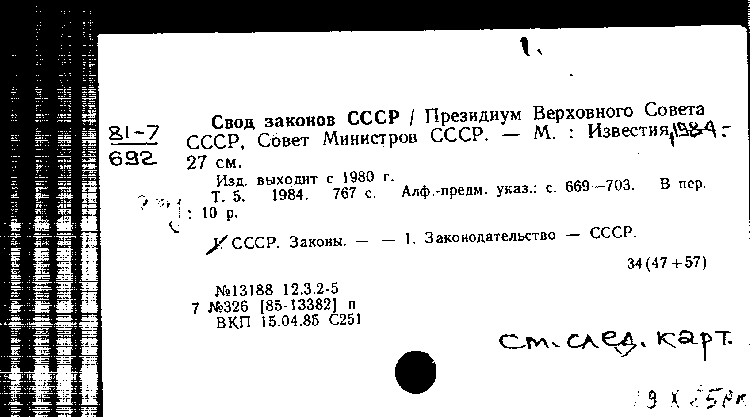 1.
81-7
692
Свод законов СССР / Президиум Верховного Совета
СССР, Совет Министров СССР. — М. : Известия, 1984.-
27 см.
Изд. выходит с 1980 г.
Т. 5. 1984. 767 с. Алф.-предм. указ.: с. 669—703. В пер.
: 10 р.
I. СССР. Законы. — — 1. Законодательство — СССР.
34(47+57)
№13188 12.3.2-5
7 №326 [85-13382] п
ВКП 15.04.85 С251
см. след. карт.